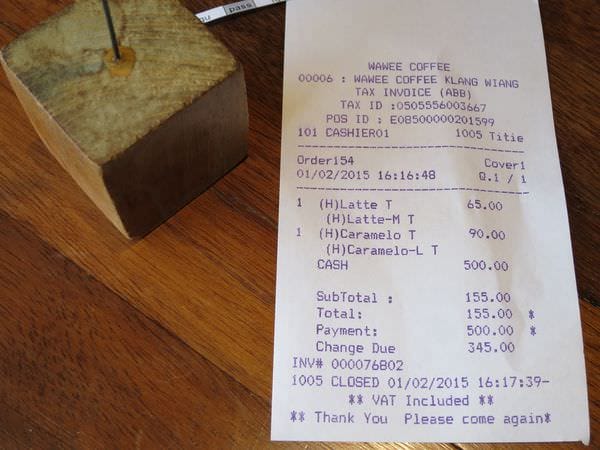 pass
WAWEE COFFEE
00006 : WAWEE COFFEE KLANG WIANG
TAX INVOICE (ABB)
TAX ID :0505556003667
POS ID : E08500000201599
101 CASHIER01 1005 Titie
Order154 Cover1
01/02/2015 16:16:48 Q.1 / 1
1 (H)Latte T 65.00
(H)Latte-M T
1 (H)Caramelo T 90.00
(H)Caramelo-L T
CASH 500.00
SubTotal : 155.00
Total: 155.00 *
Payment: 500.00 *
Change Due 345.00
INV# 000076802
1005 CLOSED 01/02/2015 16:17:39-
** VAT Included **
** Thank You Please come again*